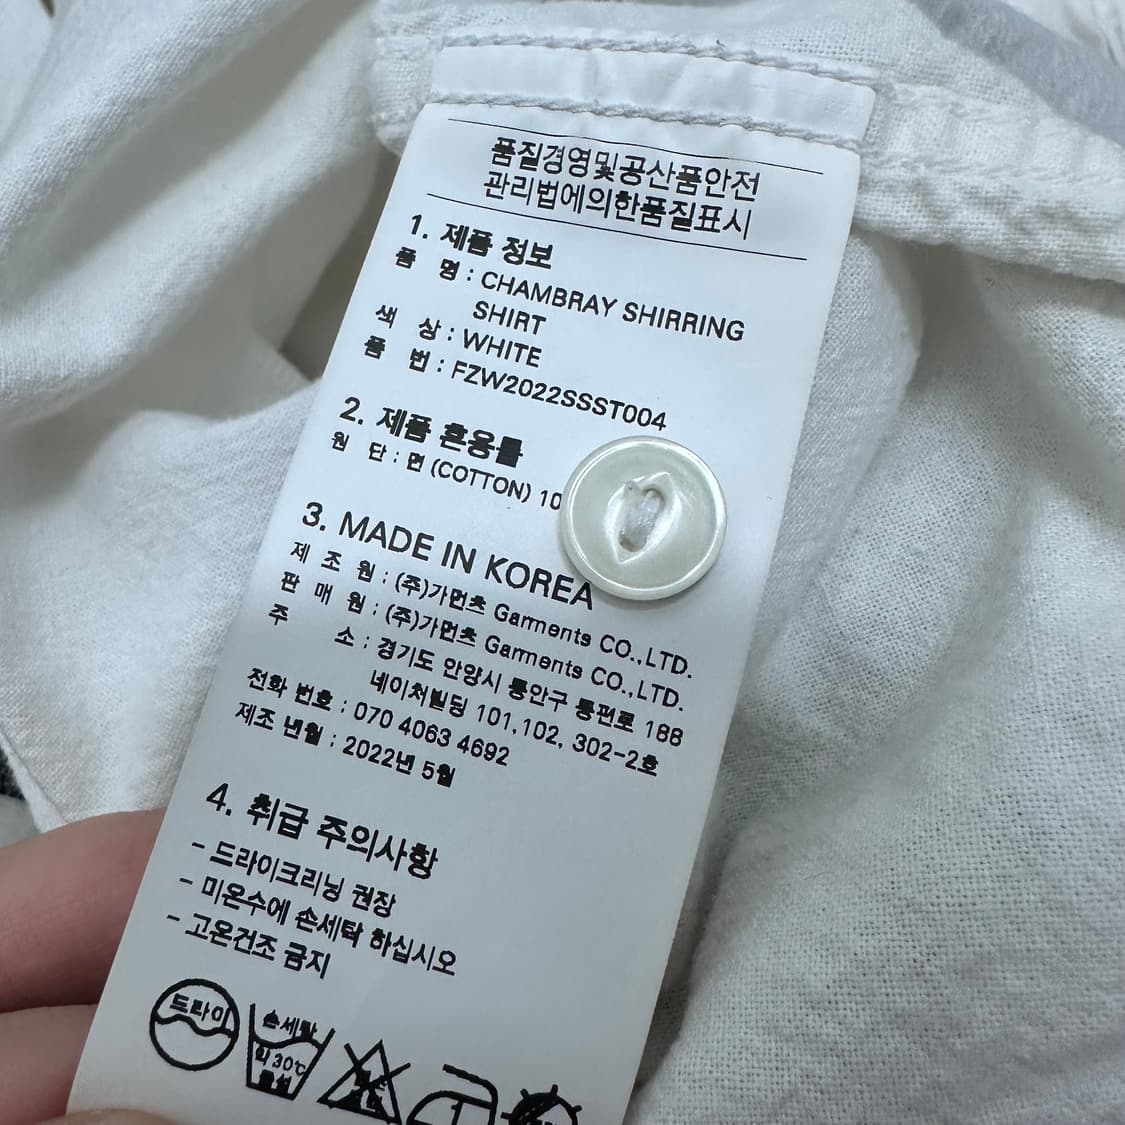 품질경영및공산품안전
관리법에의한품질표시
1. 제품 정보
품 명 : CHAMBRAY SHIRRING
SHIRT
색 상 : WHITE
품 번 : FZW2022SSST004
2. 제품 혼용률
원 단 : 면 (COTTON) 10
3. MADE IN KOREA
제 조 원 : (주)가먼츠 Garments CO.,LTD.
판 매 원 : (주)가먼츠 Garments CO.,LTD.
주 소 : 경기도 안양시 동안구 동편로 188
네이처빌딩 101,102, 302-2호
전화 번호 : 070 4063 4692
제조 년월 : 2022년 5월
4. 취급 주의사항
- 드라이크리닝 권장
- 미온수에 손세탁 하십시오
- 고온건조 금지
드라이
손세탁
약 30℃
중성